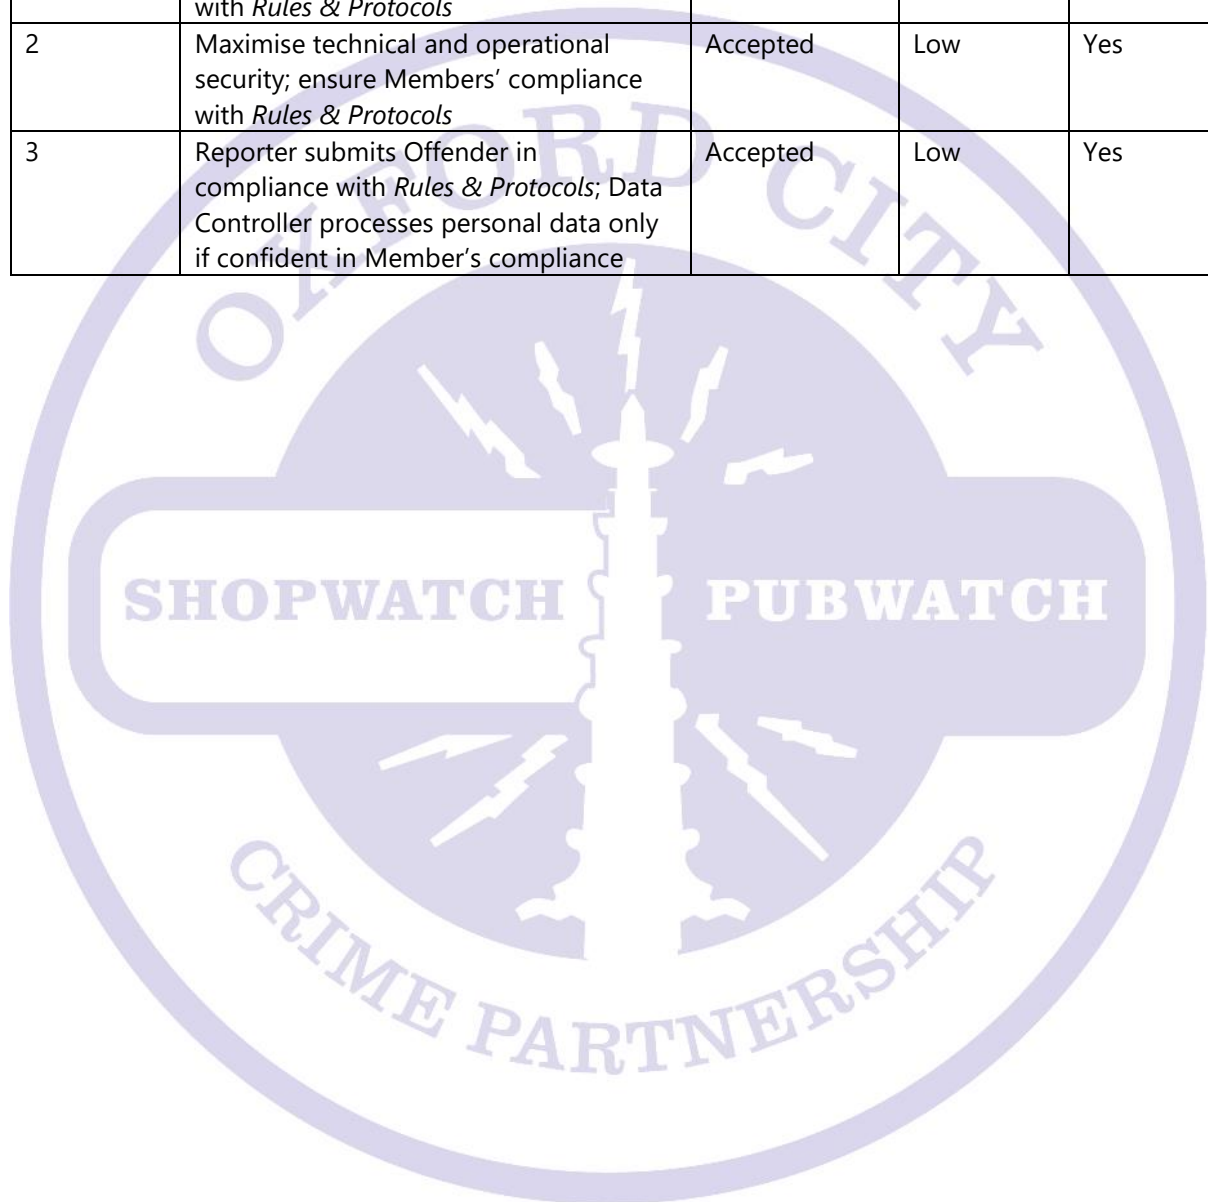 with Rules & Protocols
2 Maximise technical and operational Accepted Low Yes
security; ensure Members’ compliance
with Rules & Protocols
3 Reporter submits Offender in Accepted Low Yes
compliance with Rules & Protocols; Data
Controller processes personal data only
if confident in Member’s compliance
OXFORD CITY
SHOPWATCH PUBWATCH
CRIME PARTNERSHIP